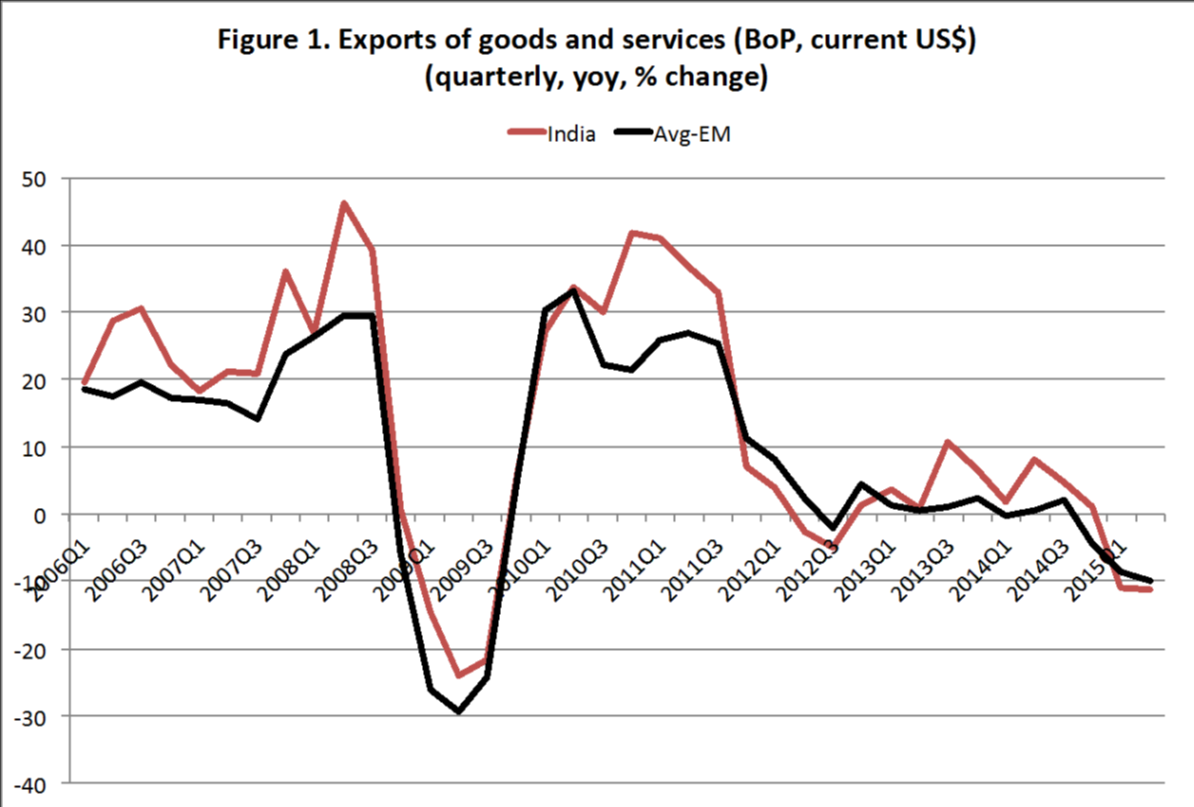 Figure 1. Exports of goods and services (BoP, current US$)
(quarterly, yoy, % change)
India Avg-EM
50
40
30
20
10
0
-10
-20
-30
-40
2006Q1
2006Q3
2007Q1
2007Q3
2008Q1
2008Q3
2009Q1
2009Q3
2010Q1
2010Q3
2011Q1
2011Q3
2012Q1
2012Q3
2013Q1
2013Q3
2014Q1
2014Q3
2015Q1